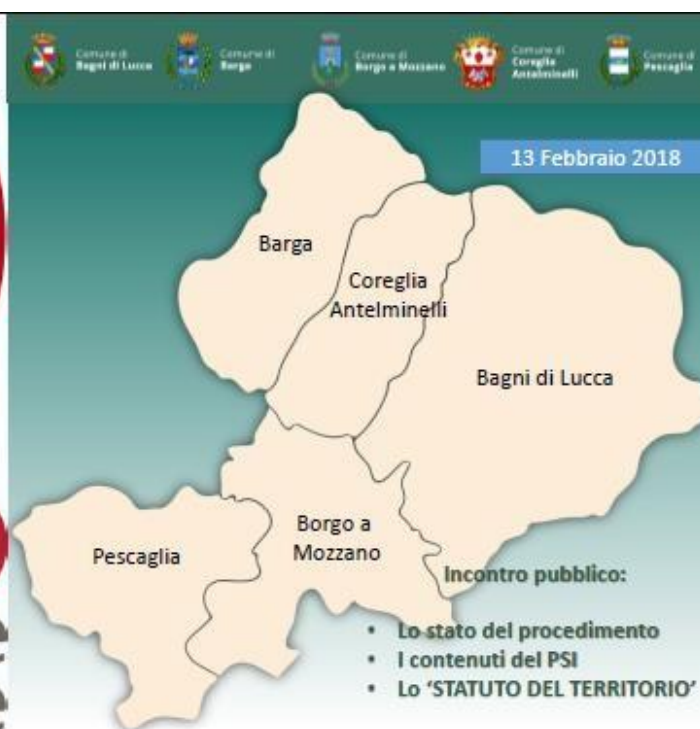 Comune di
Bagni di Lucca
Comune di
Barga
Comune di
Borgo a Mozzano
Comune di
Coreglia
Antelminelli
Comune di
Pescaglia
13 Febbraio 2018
Barga
Coreglia
Antelminelli
Bagni di Lucca
Borgo a
Mozzano
Pescaglia
Incontro pubblico:
• Lo stato del procedimento
• I contenuti del PSI
• Lo ‘STATUTO DEL TERRITORIO’